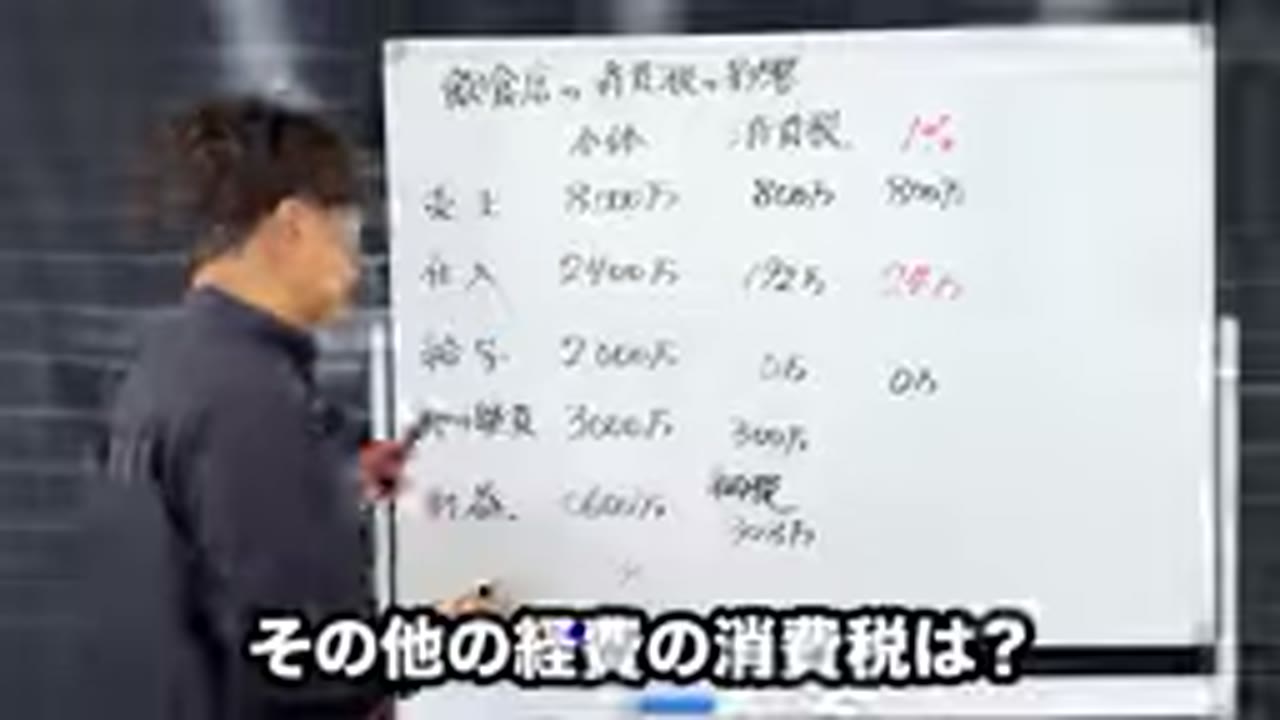 飲食店の消費税の影響
全体 消費税 1%
売上 8000万 800万 800万
仕入 2400万 192万 24万
給与 2000万 0万 0万
他の経費 3000万 300万
利益 600万 納税
308万
その他の経費の消費税は?